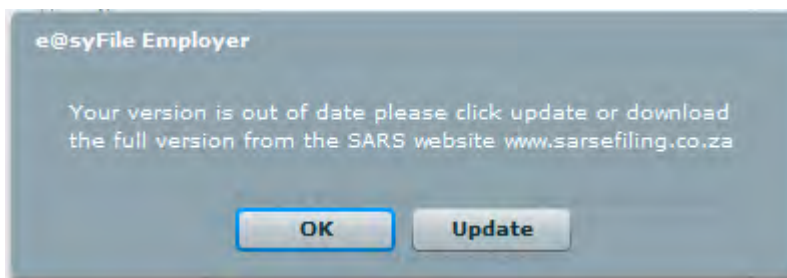 e@syFile Employer
Your version is out of date please click update or download
the full version from the SARS website www.sarsefiling.co.za
OK
Update